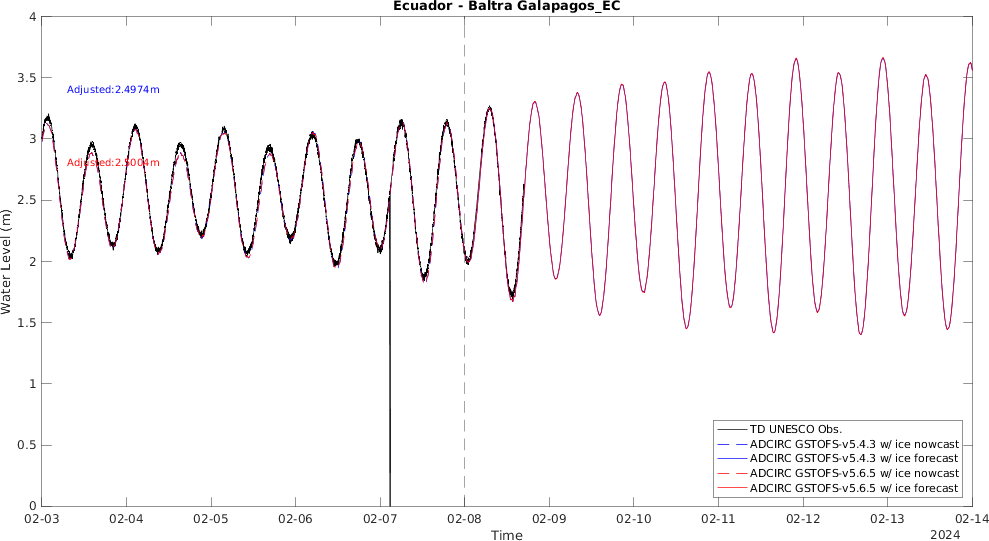 Ecuador - Baltra Galapagos_EC
4
3.5
3
2.5
2
1.5
1
0.5
0
Water Level (m)
Adjusted:2.4974m
Adjusted:2.5004m
TD UNESCO Obs.
ADCIRC GSTOFS-v5.4.3 w/ ice nowcast
ADCIRC GSTOFS-v5.4.3 w/ ice forecast
ADCIRC GSTOFS-v5.6.5 w/ ice nowcast
ADCIRC GSTOFS-v5.6.5 w/ ice forecast
02-03 02-04 02-05 02-06 02-07 02-08 02-09 02-10 02-11 02-12 02-13 02-14
Time
2024